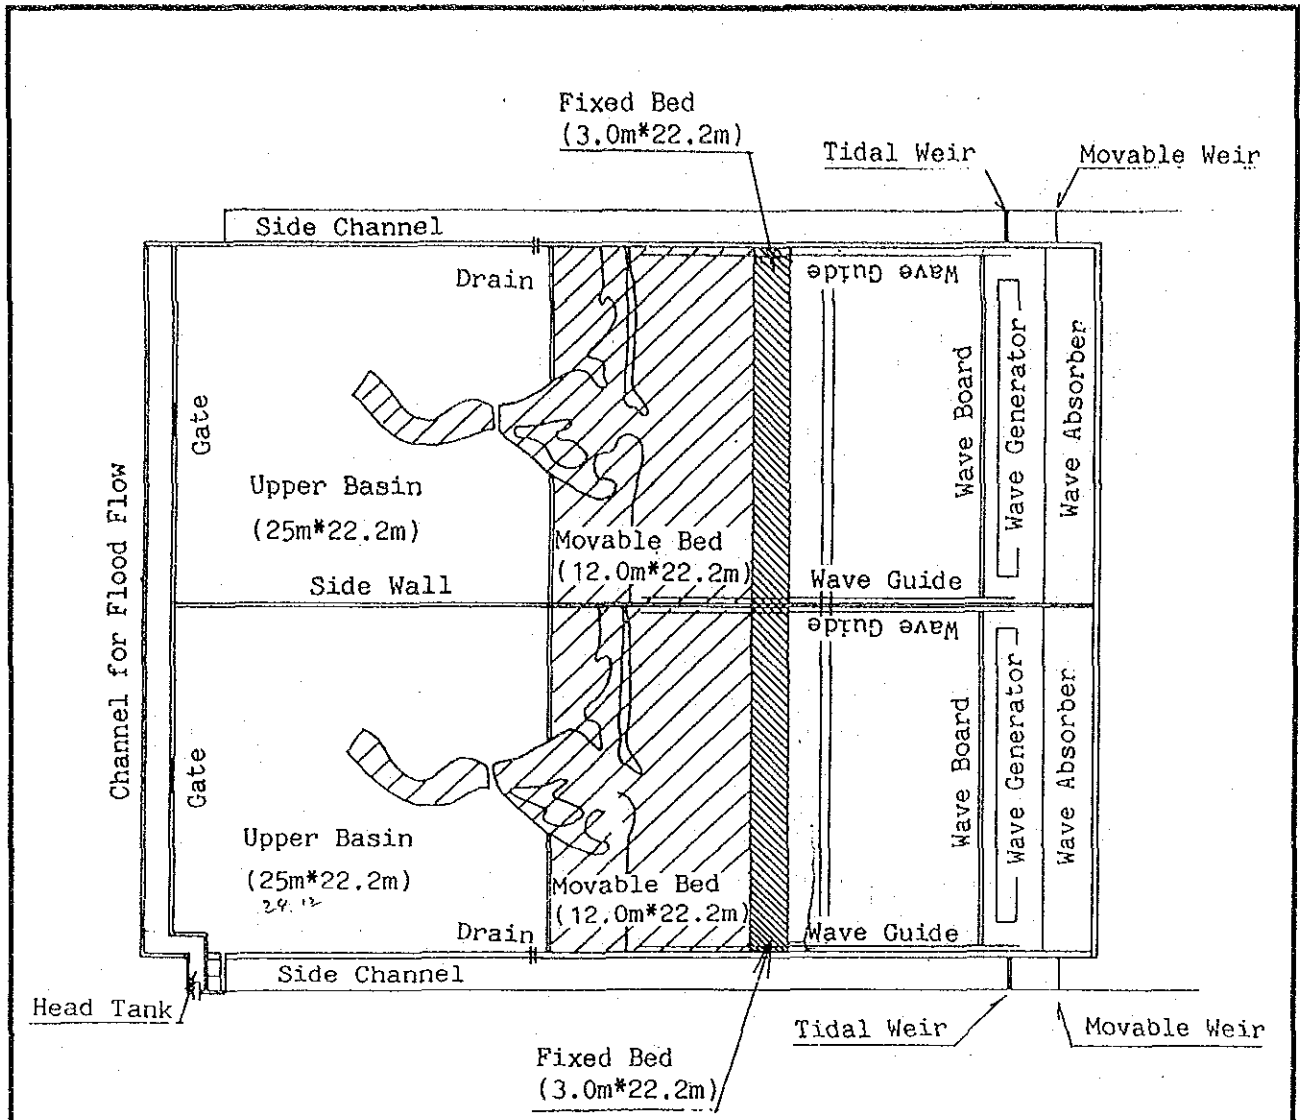 Fixed Bed
(3.0m*22.2m)
Tidal Weir
Movable Weir
Side Channel
Drain
Wave Guide
Gate
Wave Board
Wave Generator
Wave Absorber
Upper Basin
(25m*22.2m)
Movable Bed
(12.0m*22.2m)
Side Wall
Wave Guide
Channel for Flood Flow
Wave Guide
Gate
Wave Board
Wave Generator
Wave Absorber
Upper Basin
(25m*22.2m)
Movable Bed
(12.0m*22.2m)
Drain
Wave Guide
Side Channel
Head Tank
Tidal Weir
Movable Weir
Fixed Bed
(3.0m*22.2m)